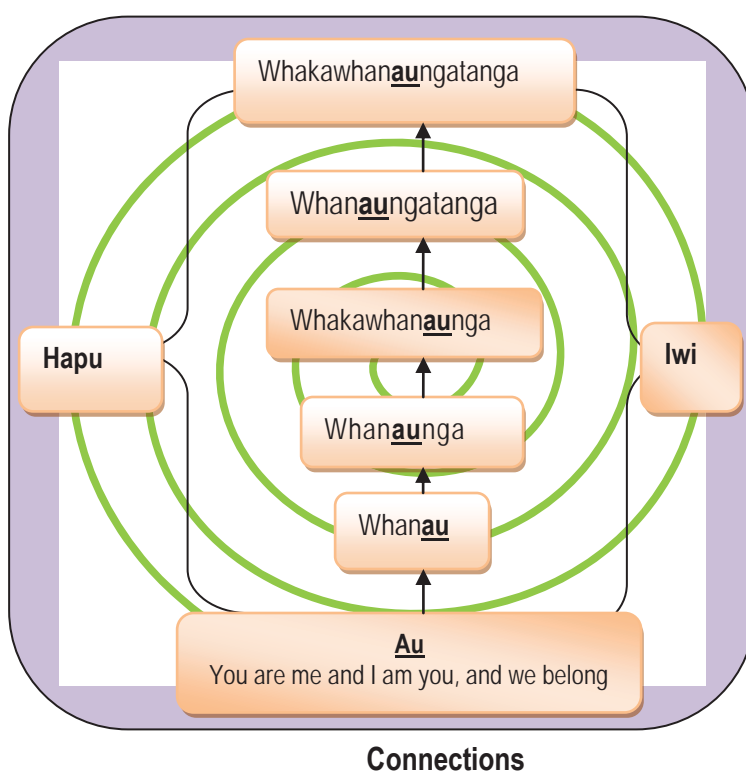 Whakawhanaungatanga
Whanaungatanga
Whakawhanaunga
Hapu
Iwi
Whanaunga
Whanau
Au
You are me and I am you, and we belong
Connections